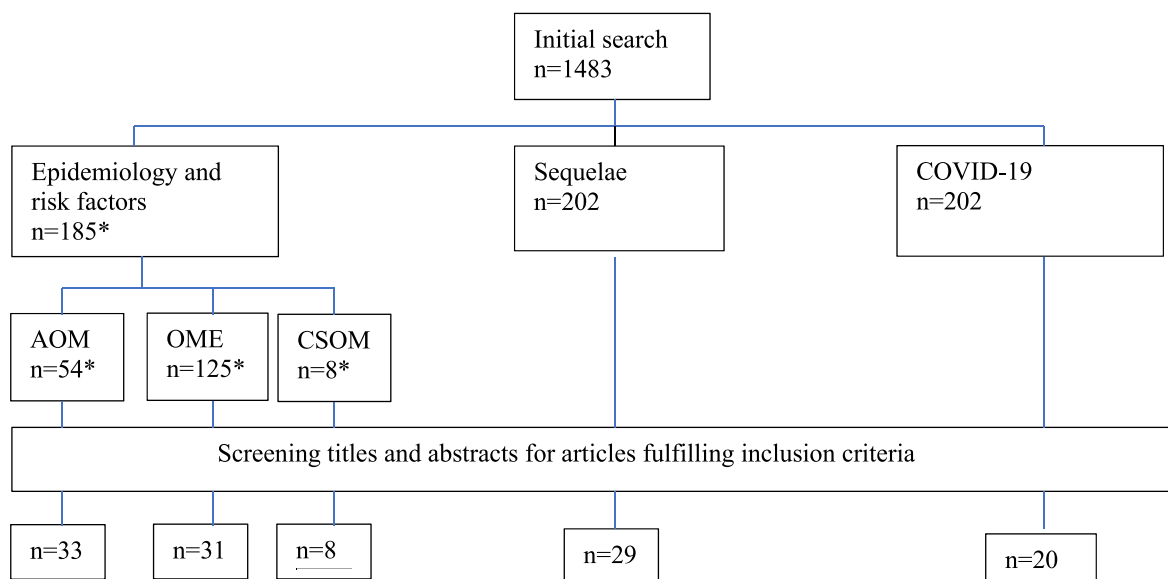 Initial search
n=1483
Epidemiology and
risk factors
n=185*
Sequelae
n=202
COVID-19
n=202
AOM
n=54*
OME
n=125*
CSOM
n=8*
Screening titles and abstracts for articles fulfilling inclusion criteria
n=33
n=31
n=8
n=29
n=20